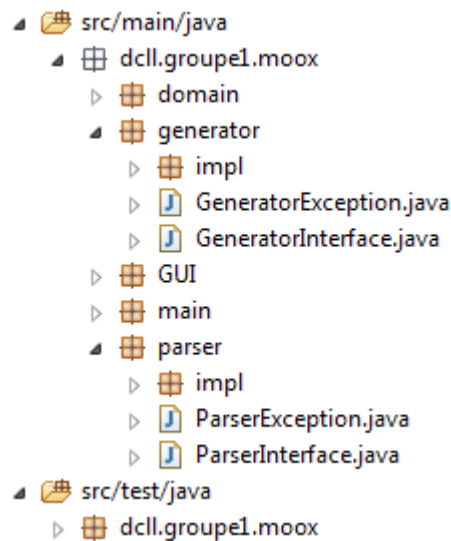 src/main/java
dcll.groupe1.moox
domain
generator
impl
GeneratorException.java
GeneratorInterface.java
GUI
main
parser
impl
ParserException.java
ParserInterface.java
src/test/java
dcll.groupe1.moox